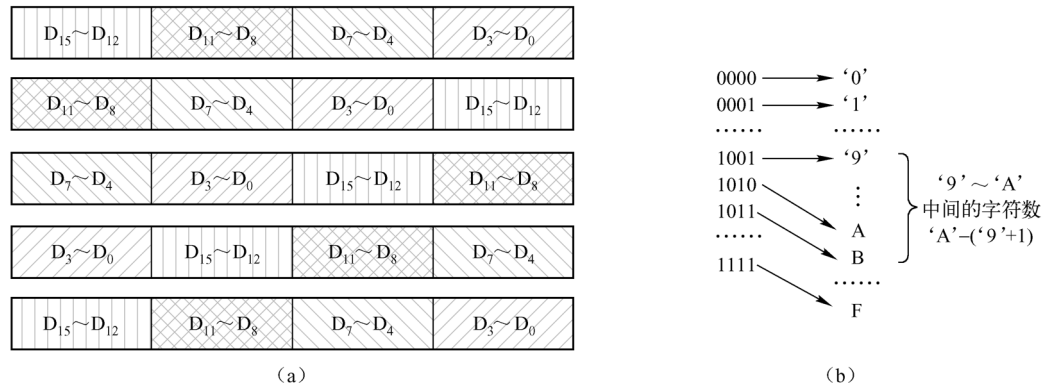 D15～D12 D11～D8 D7～D4 D3～D0
D11～D8 D7～D4 D3～D0 D15～D12
D7～D4 D3～D0 D15～D12 D11～D8
D3～D0 D15～D12 D11～D8 D7～D4
D15～D12 D11～D8 D7～D4 D3～D0
(a)
0000 ‘0’
0001 ‘1’
…… ……
1001 ‘9’
1010
⋮
1011
A
……
B
1111
……
F
‘9’～‘A’
中间的字符数
‘A’−(‘9’+1)
(b)